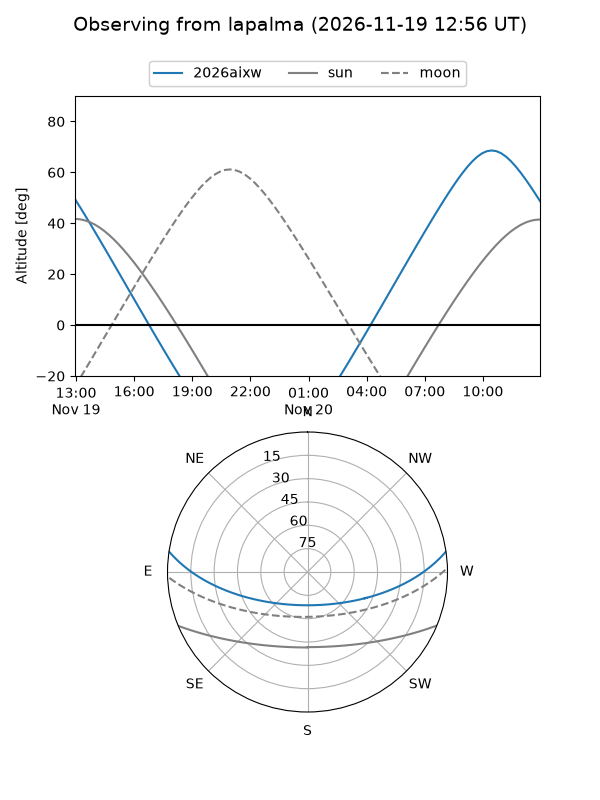 Observing from lapalma (2026-11-19 12:56 UT)
2026aixw sun moon
Altitude [deg]
80
60
40
20
0
−20
13:00 16:00 19:00 22:00 01:00 04:00 07:00 10:00
Nov 19 Nov 20
N
NE NW
15
30
45
60
75
E W
SE SW
S